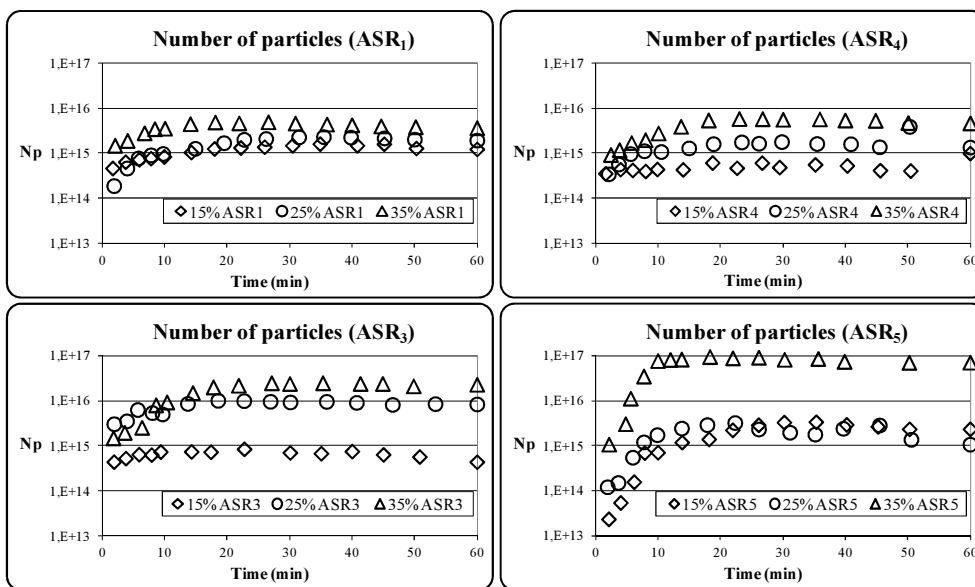 Number of particles (ASR1)
1,E+17
1,E+16
Np
1,E+15
1,E+14
1,E+13
15%ASR1 25%ASR1 35%ASR1
0 10 20 30 40 50 60
Time (min)
Number of particles (ASR4)
1,E+17
1,E+16
Np
1,E+15
1,E+14
1,E+13
15%ASR4 25%ASR4 35%ASR4
0 10 20 30 40 50 60
Time (min)
Number of particles (ASR3)
1,E+17
1,E+16
Np
1,E+15
1,E+14
1,E+13
15%ASR3 25%ASR3 35%ASR3
0 10 20 30 40 50 60
Time (min)
Number of particles (ASR5)
1,E+17
1,E+16
Np
1,E+15
1,E+14
1,E+13
15%ASR5 25%ASR5 35%ASR5
0 10 20 30 40 50 60
Time (min)